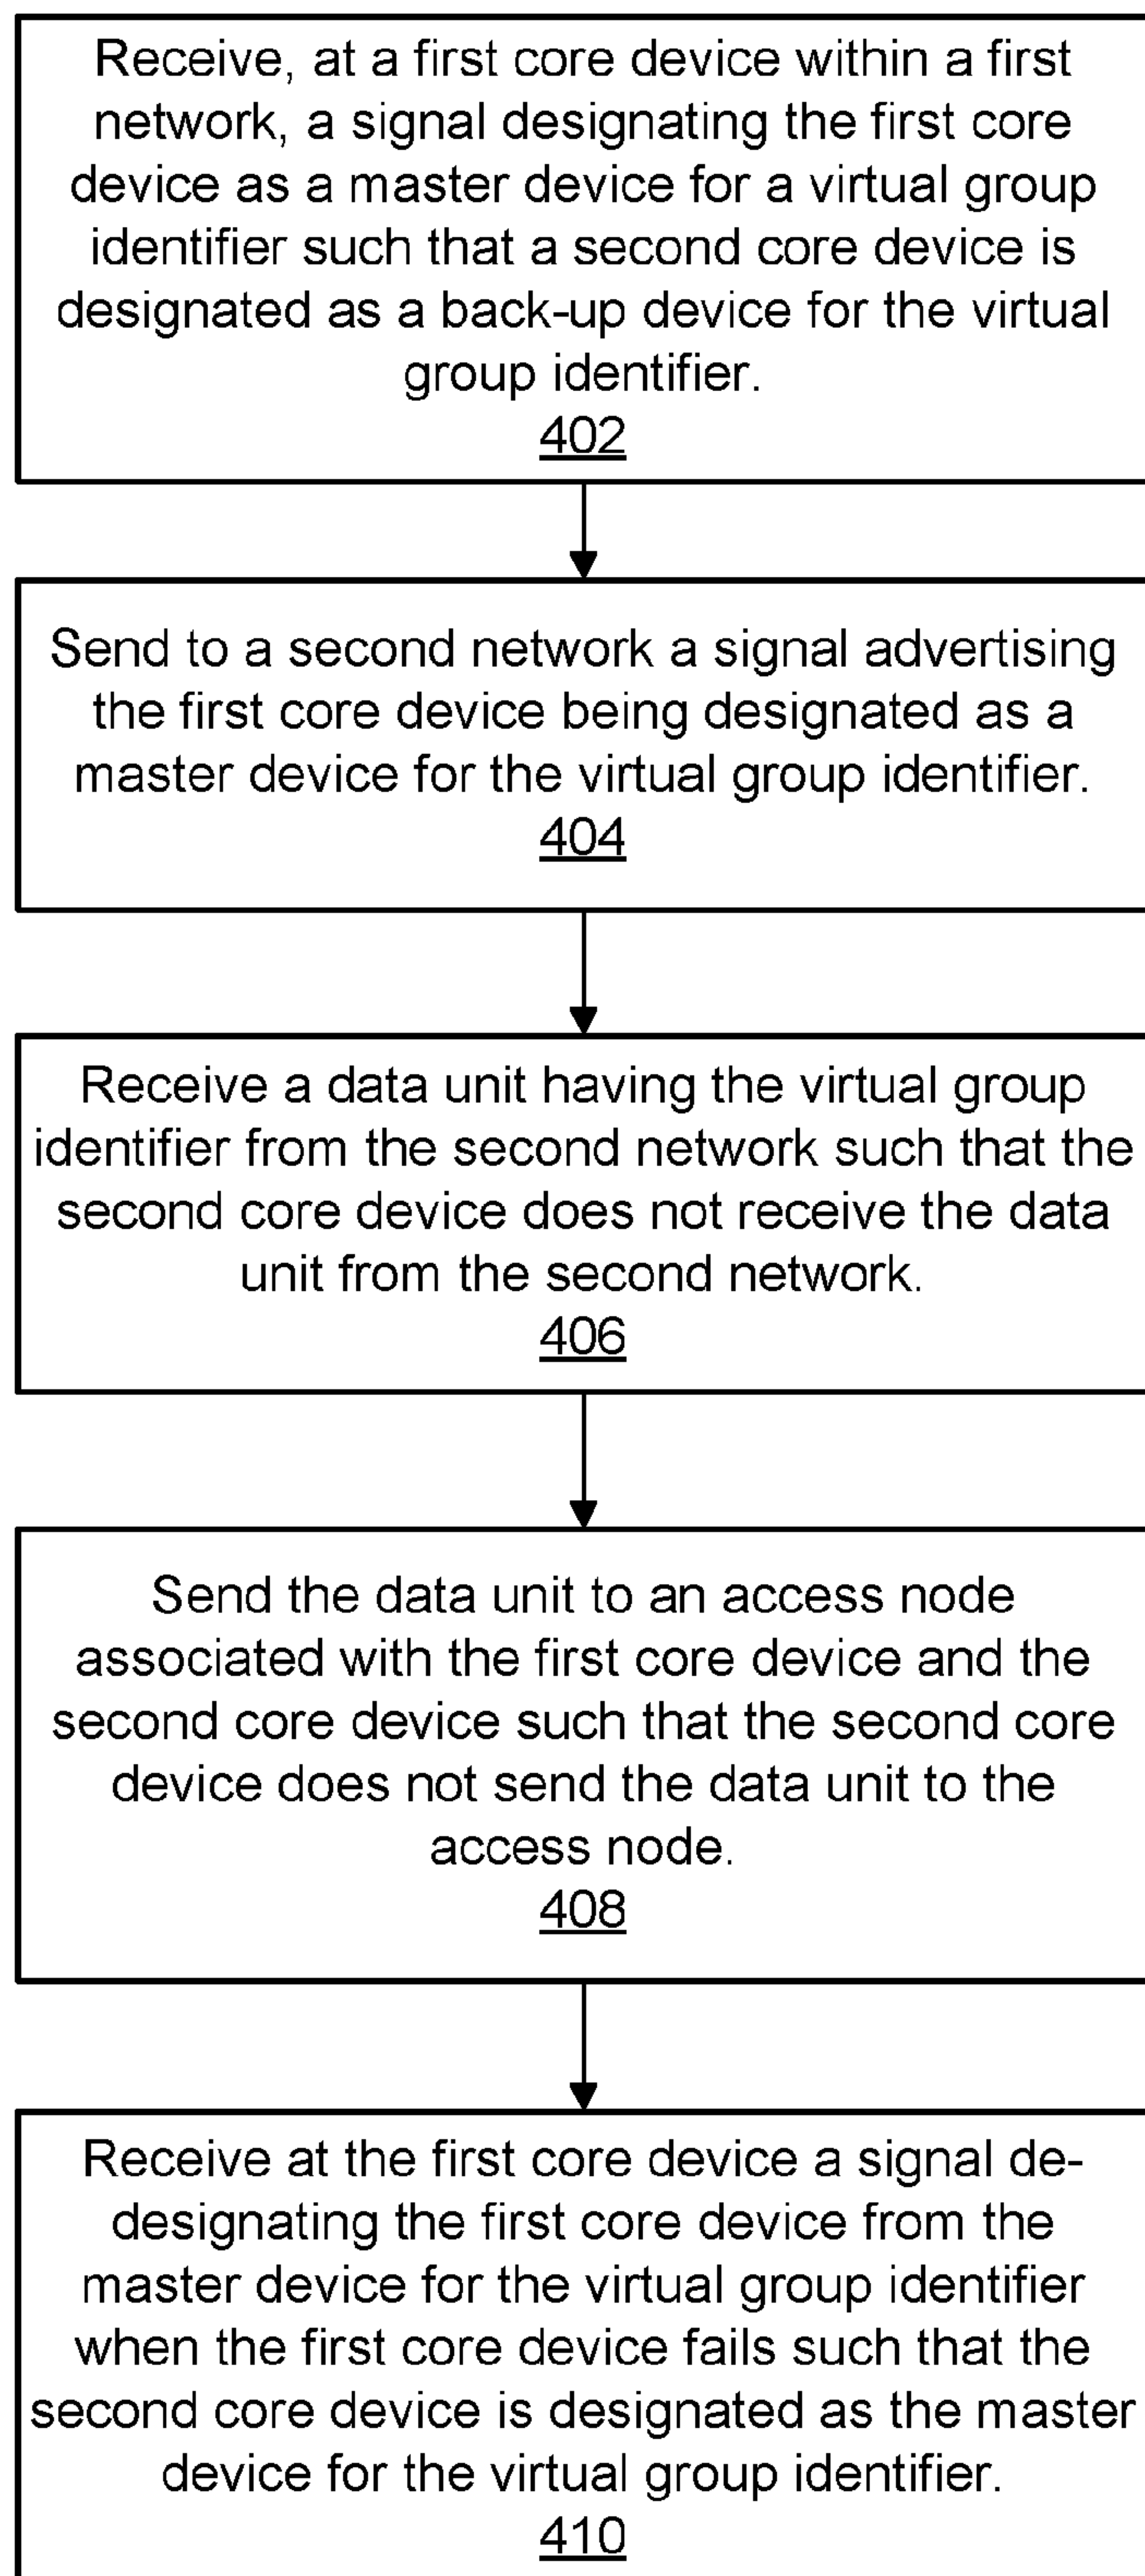 Receive, at a first core device within a first
network, a signal designating the first core
device as a master device for a virtual group
identifier such that a second core device is
designated as a back-up device for the virtual
group identifier.
402
Send to a second network a signal advertising
the first core device being designated as a
master device for the virtual group identifier.
404
Receive a data unit having the virtual group
identifier from the second network such that the
second core device does not receive the data
unit from the second network.
406
Send the data unit to an access node
associated with the first core device and the
second core device such that the second core
device does not send the data unit to the
access node.
408
Receive at the first core device a signal de-
designating the first core device from the
master device for the virtual group identifier
when the first core device fails such that the
second core device is designated as the master
device for the virtual group identifier.
410